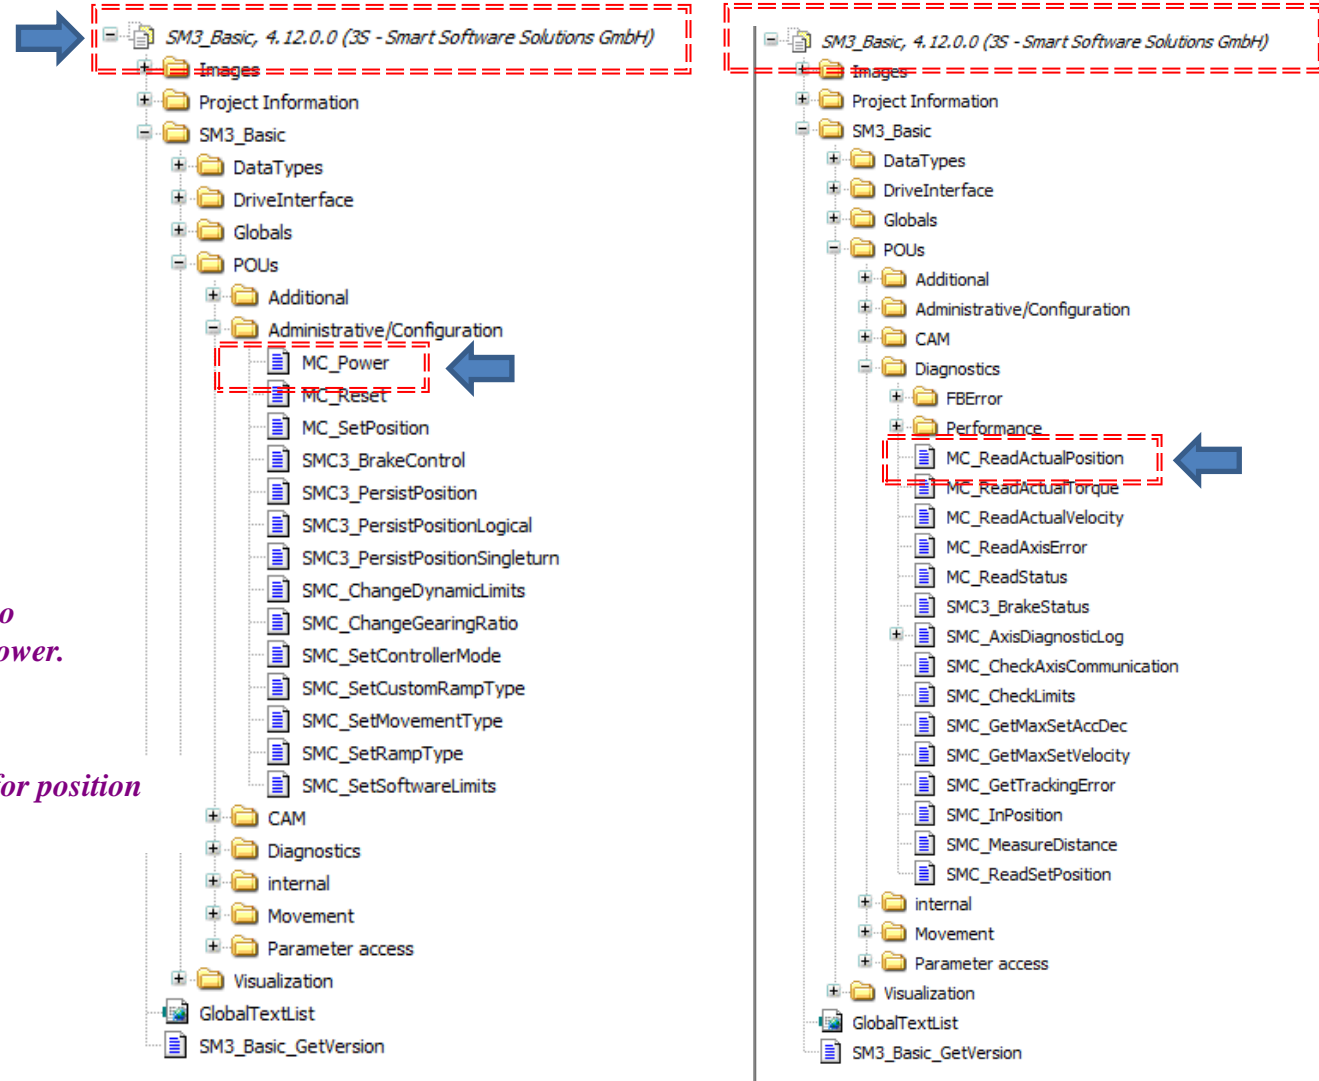 SM3_Basic, 4.12.0.0 (3S - Smart Software Solutions GmbH)
Images
Project Information
SM3_Basic
DataTypes
DriveInterface
Globals
POUs
Additional
Administrative/Configuration
MC_Power
MC_Reset
MC_SetPosition
SMC3_BrakeControl
SMC3_PersistPosition
SMC3_PersistPositionLogical
SMC3_PersistPositionSingleturn
SMC_ChangeDynamicLimits
SMC_ChangeGearingRatio
SMC_SetControllerMode
SMC_SetCustomRampType
SMC_SetMovementType
SMC_SetRampType
SMC_SetSoftwareLimits
CAM
Diagnostics
internal
Movement
Parameter access
Visualization
GlobalTextList
SM3_Basic_GetVersion
o
ower.
for position
SM3_Basic, 4.12.0.0 (3S - Smart Software Solutions GmbH)
Images
Project Information
SM3_Basic
DataTypes
DriveInterface
Globals
POUs
Additional
Administrative/Configuration
CAM
Diagnostics
FBError
Performance
MC_ReadActualPosition
MC_ReadActualTorque
MC_ReadActualVelocity
MC_ReadAxisError
MC_ReadStatus
SMC3_BrakeStatus
SMC_AxisDiagnosticLog
SMC_CheckAxisCommunication
SMC_CheckLimits
SMC_GetMaxSetAccDec
SMC_GetMaxSetVelocity
SMC_GetTrackingError
SMC_InPosition
SMC_MeasureDistance
SMC_ReadSetPosition
internal
Movement
Parameter access
Visualization
GlobalTextList
SM3_Basic_GetVersion